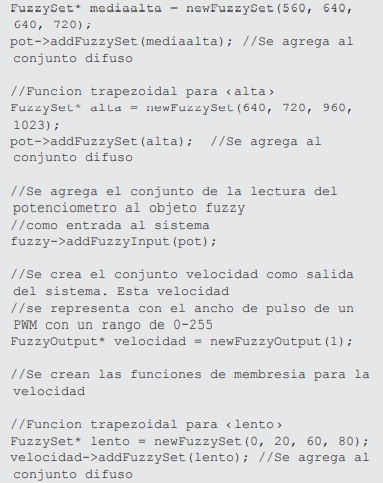 FuzzySet* mediaalta = newFuzzySet(560, 640,
640, 720);
pot->addFuzzySet(mediaalta); //Se agrega al
conjunto difuso
//Funcion trapezoidal para ‹alta›
FuzzySet* alta = newFuzzySet(640, 720, 960,
1023);
pot->addFuzzySet(alta);  //Se agrega al
conjunto difuso
//Se agrega el conjunto de la lectura del
potenciometro al objeto fuzzy
//como entrada al sistema
fuzzy->addFuzzyInput(pot);
//Se crea el conjunto velocidad como salida
del sistema. Esta velocidad
//se representa con el ancho de pulso de un
PWM con un rango de 0-255
FuzzyOutput* velocidad = newFuzzyOutput(1);
//Se crean las funciones de membresia para la
velocidad
//Funcion trapezoidal para ‹lento›
FuzzySet* lento = newFuzzySet(0, 20, 60, 80);
velocidad->addFuzzySet(lento); //Se agrega al
conjunto difuso